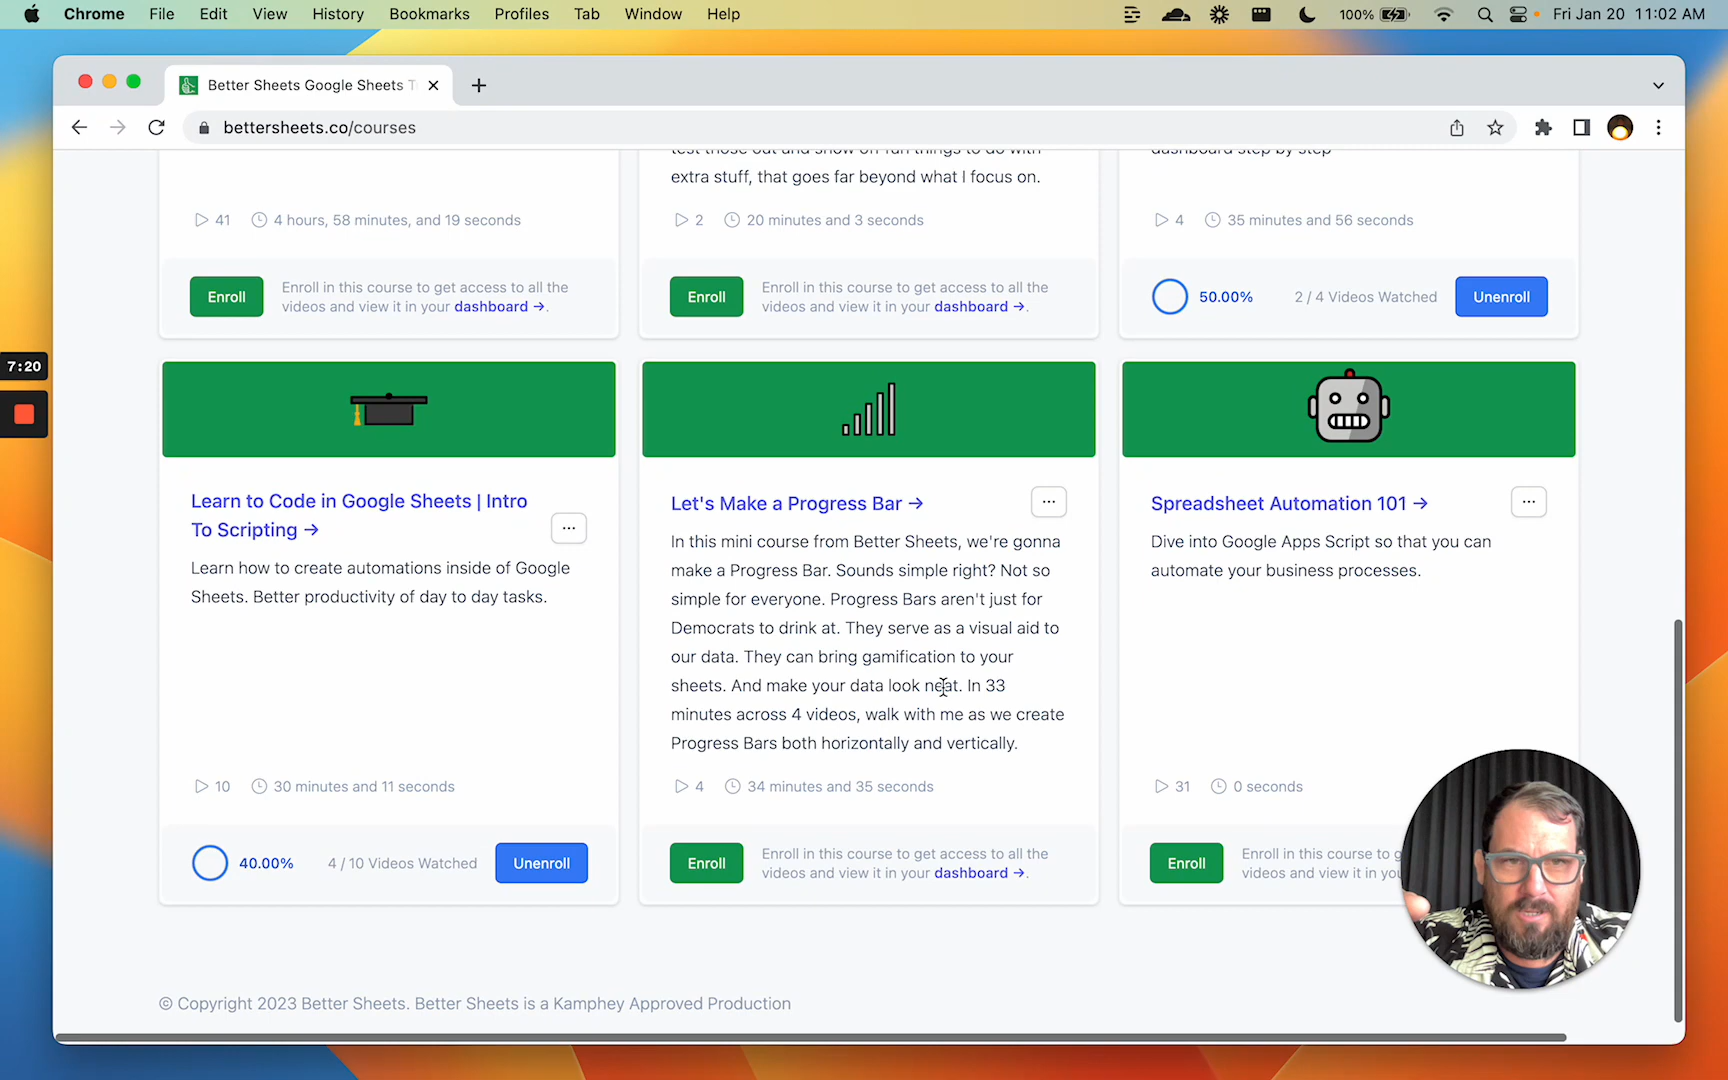 Chrome File Edit View History Bookmarks Profiles Tab Window Help 100% Fri Jan 20 11:02 AM
Better Sheets Google Sheets
bettersheets.co/courses
extra stuff, that goes far beyond what I focus on.
dashboard step by step
41 4 hours, 58 minutes, and 19 seconds
2 20 minutes and 3 seconds
4 35 minutes and 56 seconds
Enroll
Enroll in this course to get access to all the
videos and view it in your dashboard →.
Enroll
Enroll in this course to get access to all the
videos and view it in your dashboard →.
50.00% 2 / 4 Videos Watched Unenroll
7:20
Learn to Code in Google Sheets | Intro
To Scripting →
...
Learn how to create automations inside of Google
Sheets. Better productivity of day to day tasks.
10 30 minutes and 11 seconds
40.00% 4 / 10 Videos Watched Unenroll
Let's Make a Progress Bar →
...
In this mini course from Better Sheets, we're gonna
make a Progress Bar. Sounds simple right? Not so
simple for everyone. Progress Bars aren't just for
Democrats to drink at. They serve as a visual aid to
our data. They can bring gamification to your
sheets. And make your data look neat. In 33
minutes across 4 videos, walk with me as we create
Progress Bars both horizontally and vertically.
4 34 minutes and 35 seconds
Enroll
Enroll in this course to get access to all the
videos and view it in your dashboard →.
Spreadsheet Automation 101 →
...
Dive into Google Apps Script so that you can
automate your business processes.
31 0 seconds
Enroll
Enroll in this course to
videos and view it in
© Copyright 2023 Better Sheets. Better Sheets is a Kamphey Approved Production